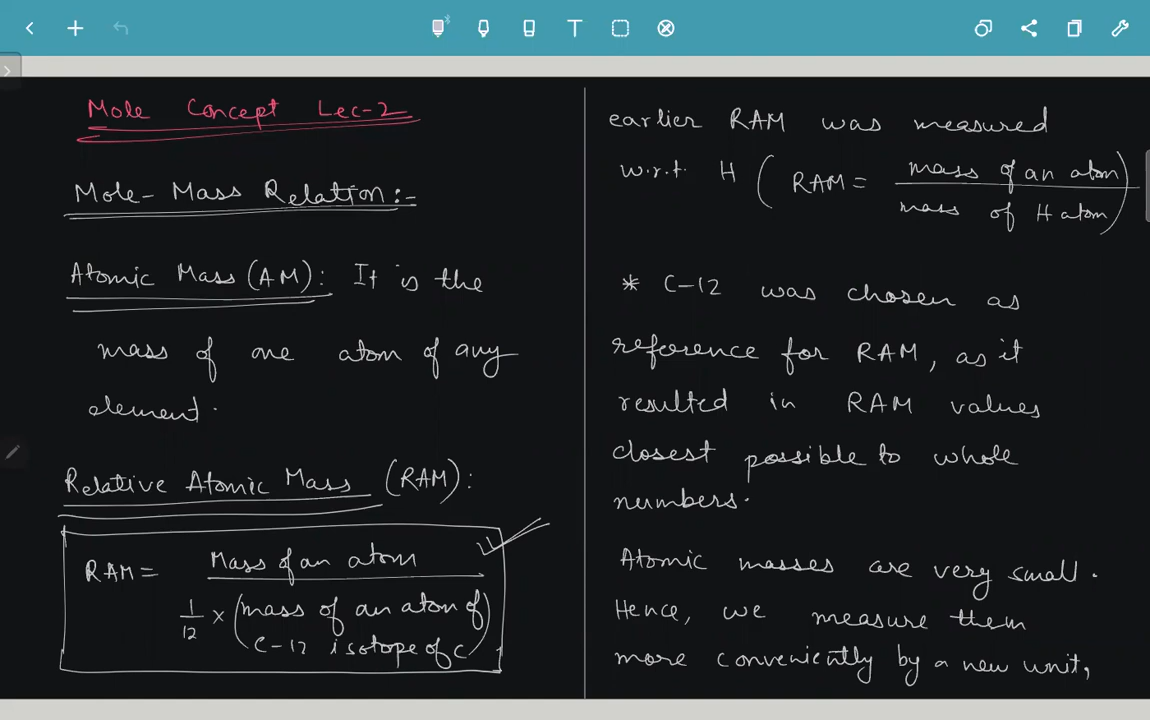 Mole Concept Lec-2
Mole-Mass Relation:-
Atomic Mass (AM): It is the
mass of one atom of any
element.
Relative Atomic Mass (RAM):
RAM = Mass of an atom
1/12 × (mass of an atom of
C-12 isotope of C)
earlier RAM was measured
w.r.t. H (RAM = mass of an atom
mass of H atom)
* C-12 was chosen as
reference for RAM, as it
resulted in RAM values
closest possible to whole
numbers.
Atomic masses are very small.
Hence, we measure them
more conveniently by a new unit,